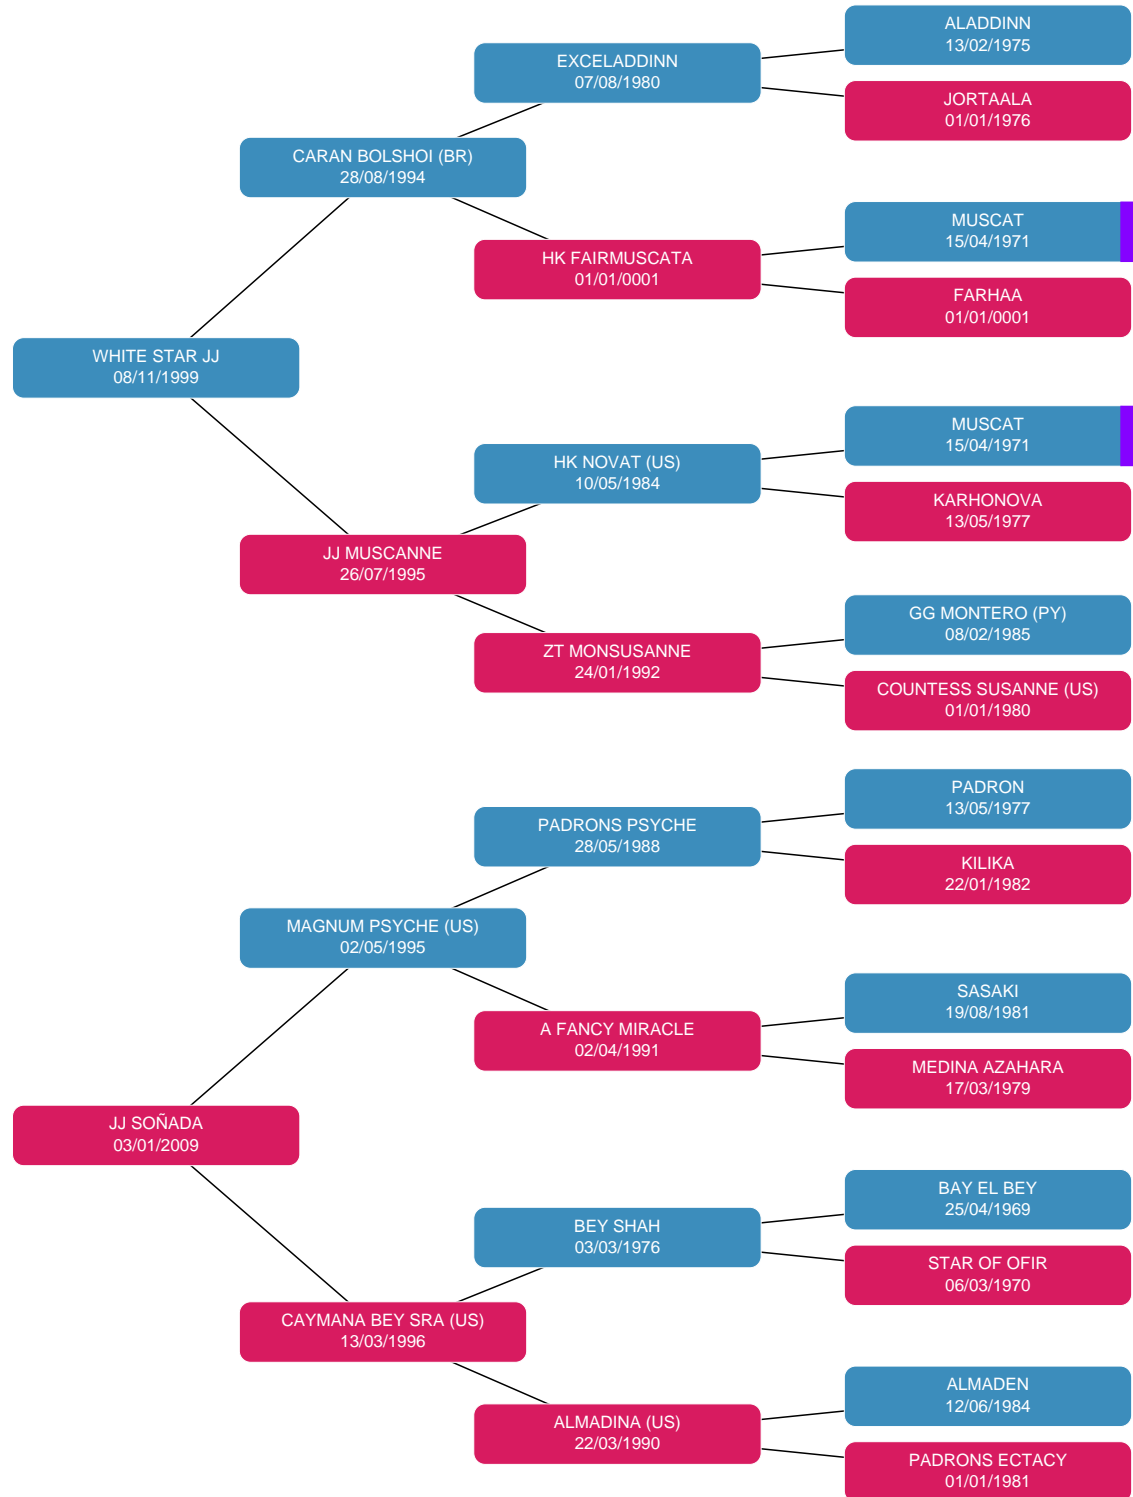 ALADDINN
13/02/1975
EXCELADDINN
07/08/1980
JORTAALA
01/01/1976
CARAN BOLSHOI (BR)
28/08/1994
MUSCAT
15/04/1971
HK FAIRMUSCATA
01/01/0001
FARHAA
01/01/0001
WHITE STAR JJ
08/11/1999
MUSCAT
15/04/1971
HK NOVAT (US)
10/05/1984
KARHONOVA
13/05/1977
JJ MUSCANNE
26/07/1995
GG MONTERO (PY)
08/02/1985
ZT MONSUSANNE
24/01/1992
COUNTESS SUSANNE (US)
01/01/1980
PADRON
13/05/1977
PADRONS PSYCHE
28/05/1988
KILIKA
22/01/1982
MAGNUM PSYCHE (US)
02/05/1995
SASAKI
19/08/1981
A FANCY MIRACLE
02/04/1991
MEDINA AZAHARA
17/03/1979
JJ SOÑADA
03/01/2009
BAY EL BEY
25/04/1969
BEY SHAH
03/03/1976
STAR OF OFIR
06/03/1970
CAYMANA BEY SRA (US)
13/03/1996
ALMADEN
12/06/1984
ALMADINA (US)
22/03/1990
PADRONS ECTACY
01/01/1981